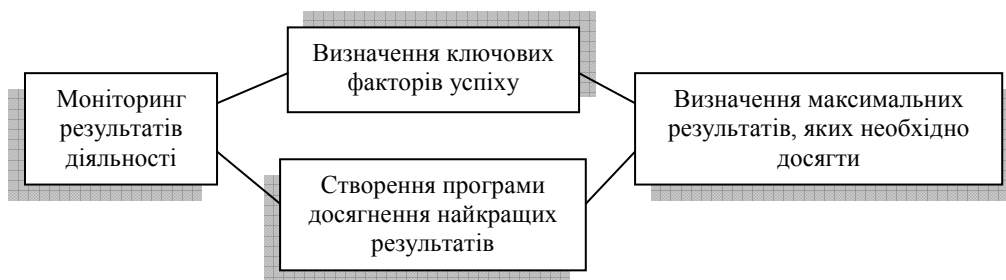 Моніторинг
результатів
діяльності
Визначення ключових
факторів успіху
Створення програми
досягнення найкращих
результатів
Визначення максимальних
результатів, яких необхідно
досягти